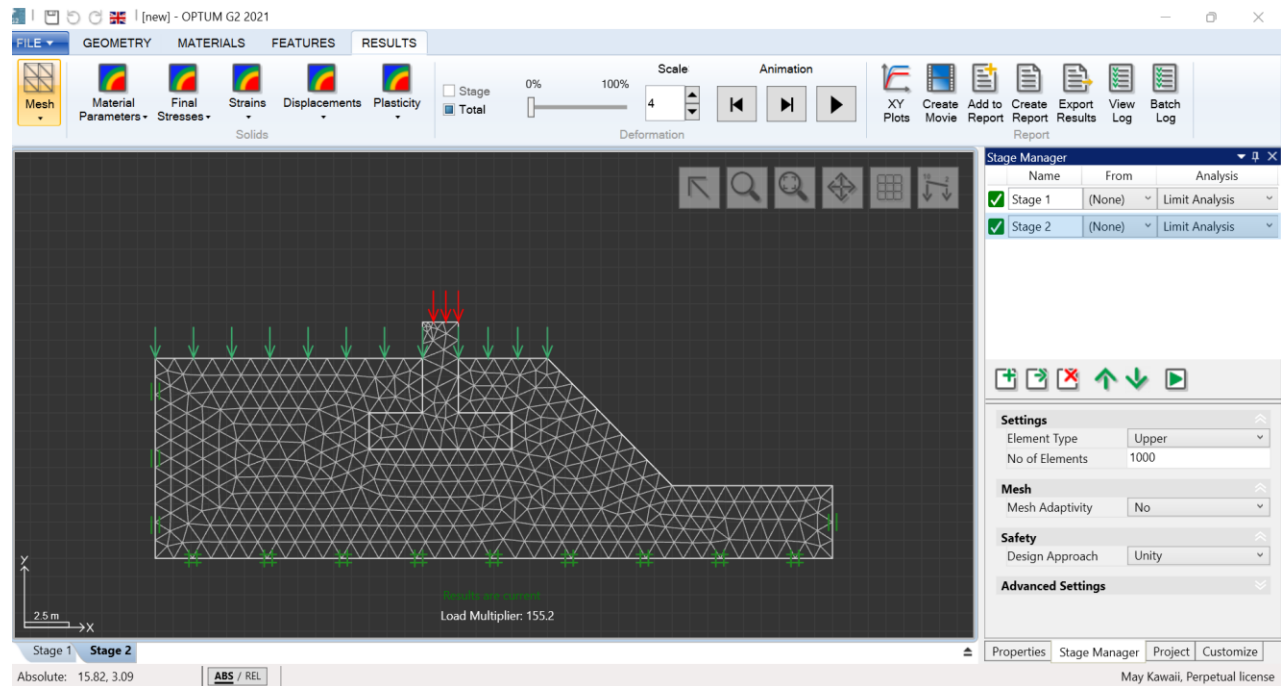 [new] - OPTUM G2 2021
FILE GEOMETRY MATERIALS FEATURES RESULTS
Mesh
Material Parameters
Final Stresses
Strains
Displacements
Plasticity
Solids
Stage
Total
0% 100%
Scale
4
Animation
Deformation
XY Plots
Create Movie
Add to Report
Create Report
Export Results
View Log
Batch Log
Report
Results are current
Load Multiplier: 155.2
Y
2.5 m
X
Stage 1 Stage 2
Stage Manager
Name From Analysis
Stage 1 (None) Limit Analysis
Stage 2 (None) Limit Analysis
Settings
Element Type Upper
No of Elements 1000
Mesh
Mesh Adaptivity No
Safety
Design Approach Unity
Advanced Settings
Properties Stage Manager Project Customize
Absolute: 15.82, 3.09 ABS / REL May Kawaii, Perpetual license